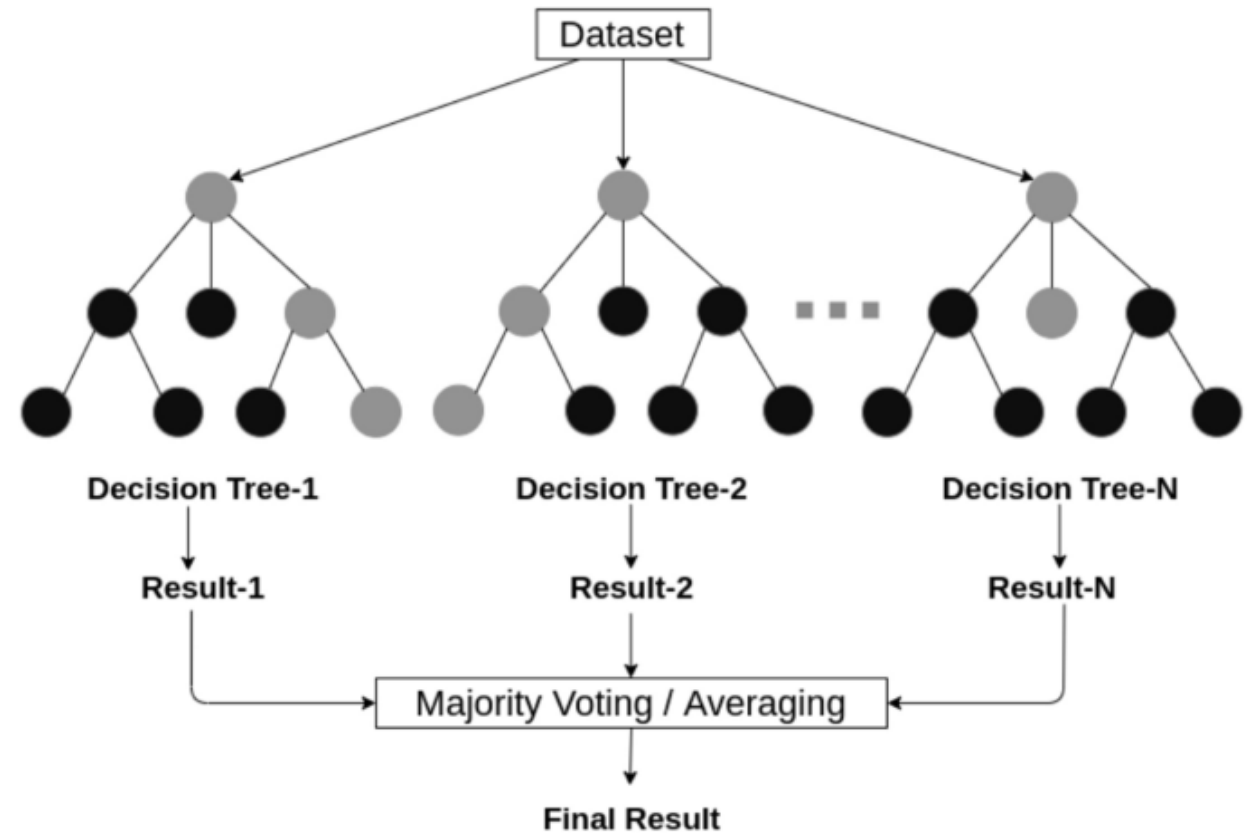 Dataset
Decision Tree-1
Decision Tree-2
Decision Tree-N
Result-1
Result-2
Result-N
Majority Voting / Averaging
Final Result